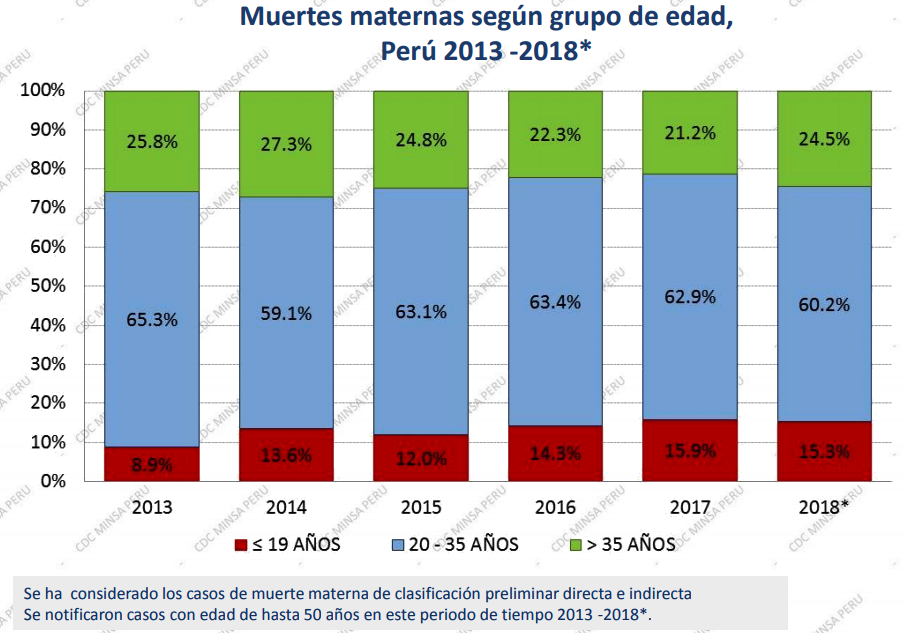 Muertes maternas según grupo de edad,
Perú 2013 -2018*
100%
90%
80%
70%
60%
50%
40%
30%
20%
10%
0%
25.8% 27.3% 24.8% 22.3% 21.2% 24.5%
65.3% 59.1% 63.1% 63.4% 62.9% 60.2%
8.9% 13.6% 12.0% 14.3% 15.9% 15.3%
2013 2014 2015 2016 2017 2018*
≤ 19 AÑOS 20 - 35 AÑOS > 35 AÑOS
Se ha considerado los casos de muerte materna de clasificación preliminar directa e indirecta
Se notificaron casos con edad de hasta 50 años en este periodo de tiempo 2013 -2018*.
CDC MINSA PERU